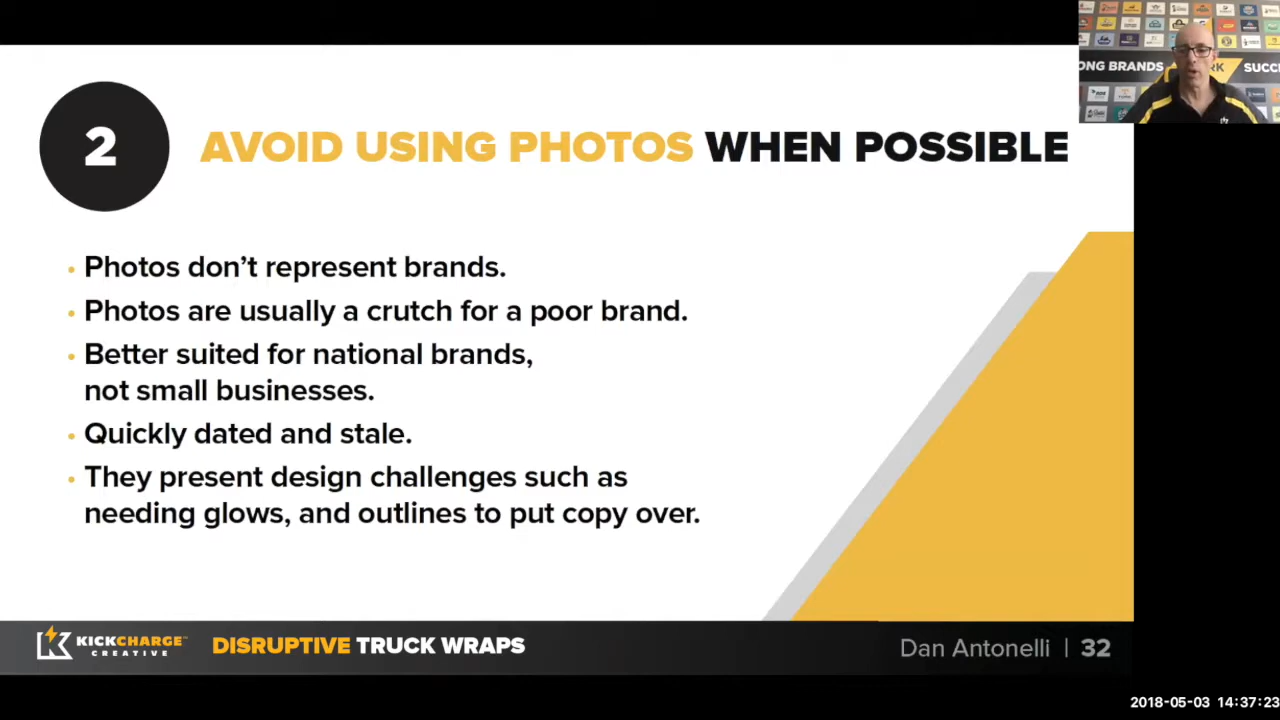 2
AVOID USING PHOTOS WHEN POSSIBLE
• Photos don’t represent brands.
• Photos are usually a crutch for a poor brand.
• Better suited for national brands,
not small businesses.
• Quickly dated and stale.
• They present design challenges such as
needing glows, and outlines to put copy over.
KICKCHARGE™
CREATIVE
DISRUPTIVE TRUCK WRAPS
Dan Antonelli | 32
BRANDS
2018-05-03 14:37:23